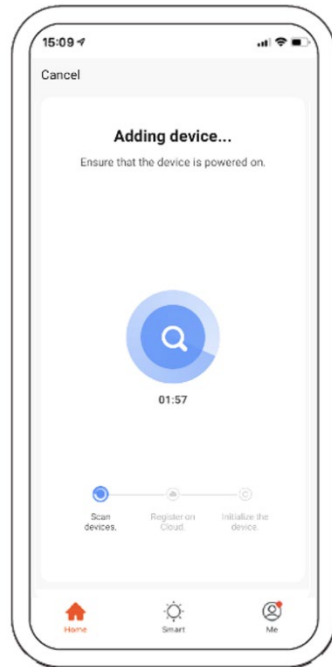 15:09
Cancel
Adding device...
Ensure that the device is powered on.
01:57
Scan
devices.
Register on
Cloud.
Initialize the
device.
Home
Smart
Me